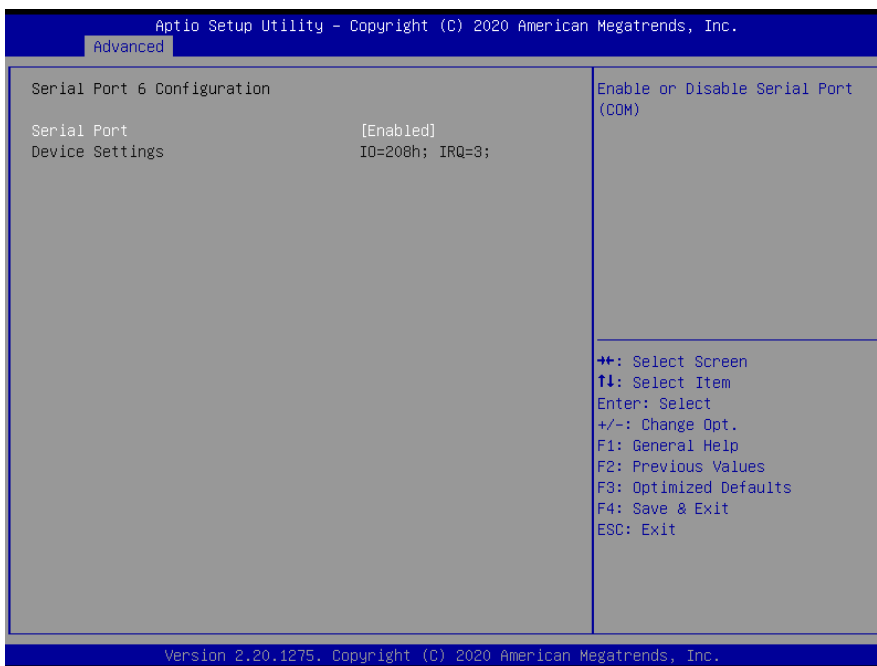 Aptio Setup Utility – Copyright (C) 2020 American Megatrends, Inc.
Advanced
Serial Port 6 Configuration
Serial Port [Enabled]
Device Settings IO=208h; IRQ=3;
Enable or Disable Serial Port
(COM)
→←: Select Screen
↑↓: Select Item
Enter: Select
+/-: Change Opt.
F1: General Help
F2: Previous Values
F3: Optimized Defaults
F4: Save & Exit
ESC: Exit
Version 2.20.1275. Copyright (C) 2020 American Megatrends, Inc.